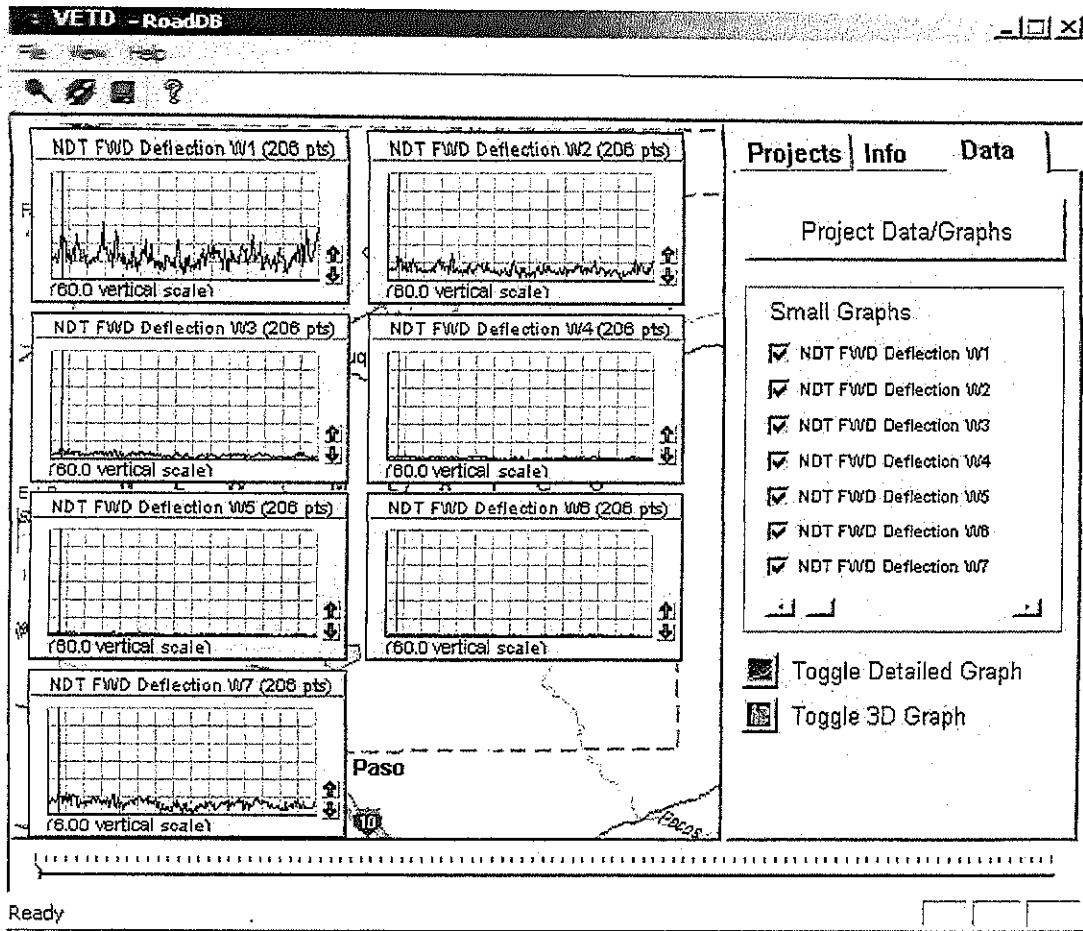 VETD - RoadDB
File View Help
NDT FWD Deflection W1 (206 pts)
(60.0 vertical scale)
NDT FWD Deflection W2 (206 pts)
(60.0 vertical scale)
NDT FWD Deflection W3 (206 pts)
(60.0 vertical scale)
NDT FWD Deflection W4 (206 pts)
(60.0 vertical scale)
NDT FWD Deflection W5 (206 pts)
(60.0 vertical scale)
NDT FWD Deflection W6 (206 pts)
(60.0 vertical scale)
NDT FWD Deflection W7 (206 pts)
(6.00 vertical scale)
uq
N E W M E X I C O
Paso
10
Pecos
Projects Info Data
Project Data/Graphs
Small Graphs
NDT FWD Deflection W1
NDT FWD Deflection W2
NDT FWD Deflection W3
NDT FWD Deflection W4
NDT FWD Deflection W5
NDT FWD Deflection W6
NDT FWD Deflection W7
Toggle Detailed Graph
Toggle 3D Graph
Ready